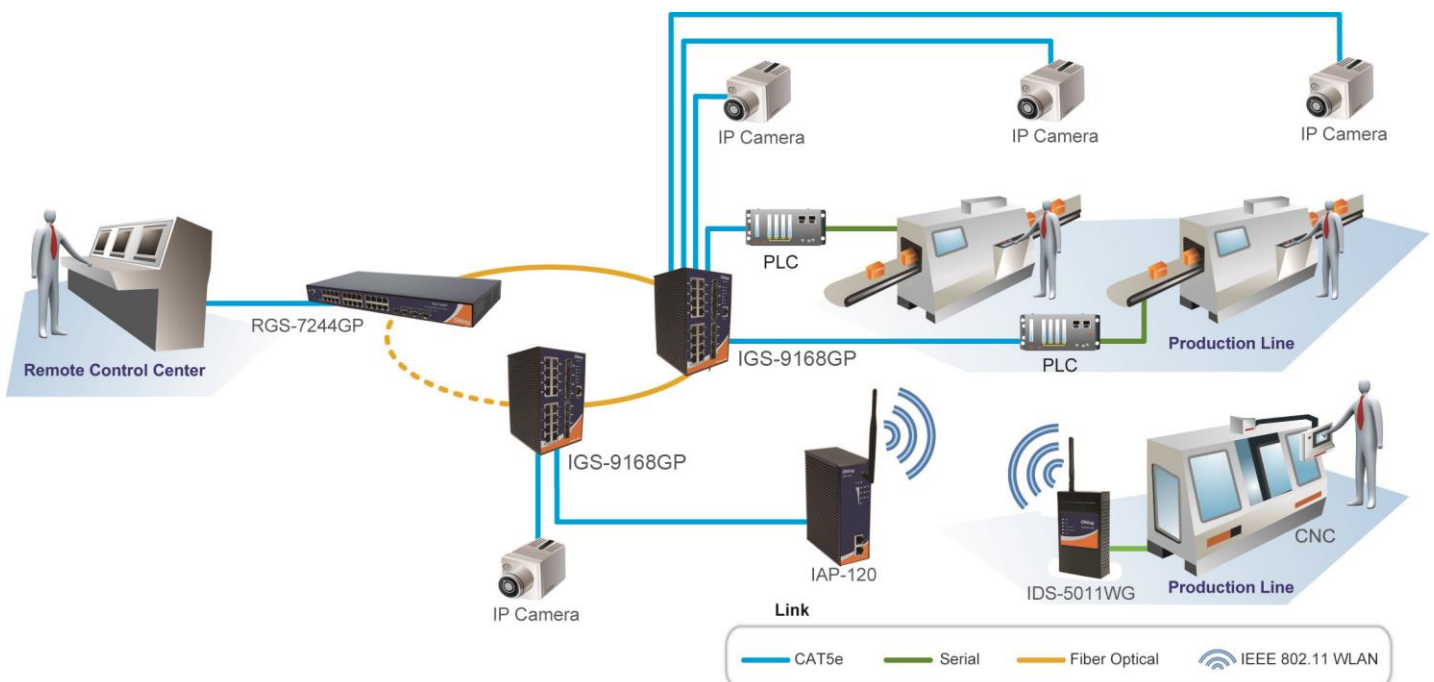 IP Camera
IP Camera
IP Camera
PLC
RGS-7244GP
IGS-9168GP
Remote Control Center
PLC
Production Line
IGS-9168GP
IAP-120
IDS-5011WG
CNC
Production Line
IP Camera
Link
CAT5e
Serial
Fiber Optical
IEEE 802.11 WLAN